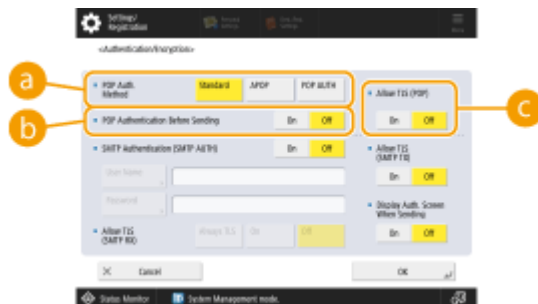 Settings/
Registration
<Authentication/Encryption>
a
POP Auth.
Method
Standard
APOP
POP AUTH
Allow TLS (POP)
On
Off
c
b
POP Authentication Before Sending
On
Off
SMTP Authentication (SMTP AUTH)
On
Off
Allow TLS
(SMTP TX)
On
Off
User Name
Password
Display Auth. Screen
When Sending
On
Off
Allow TLS
(SMTP RX)
Always TLS
On
Off
Cancel
OK
Status Monitor
System Management mode.